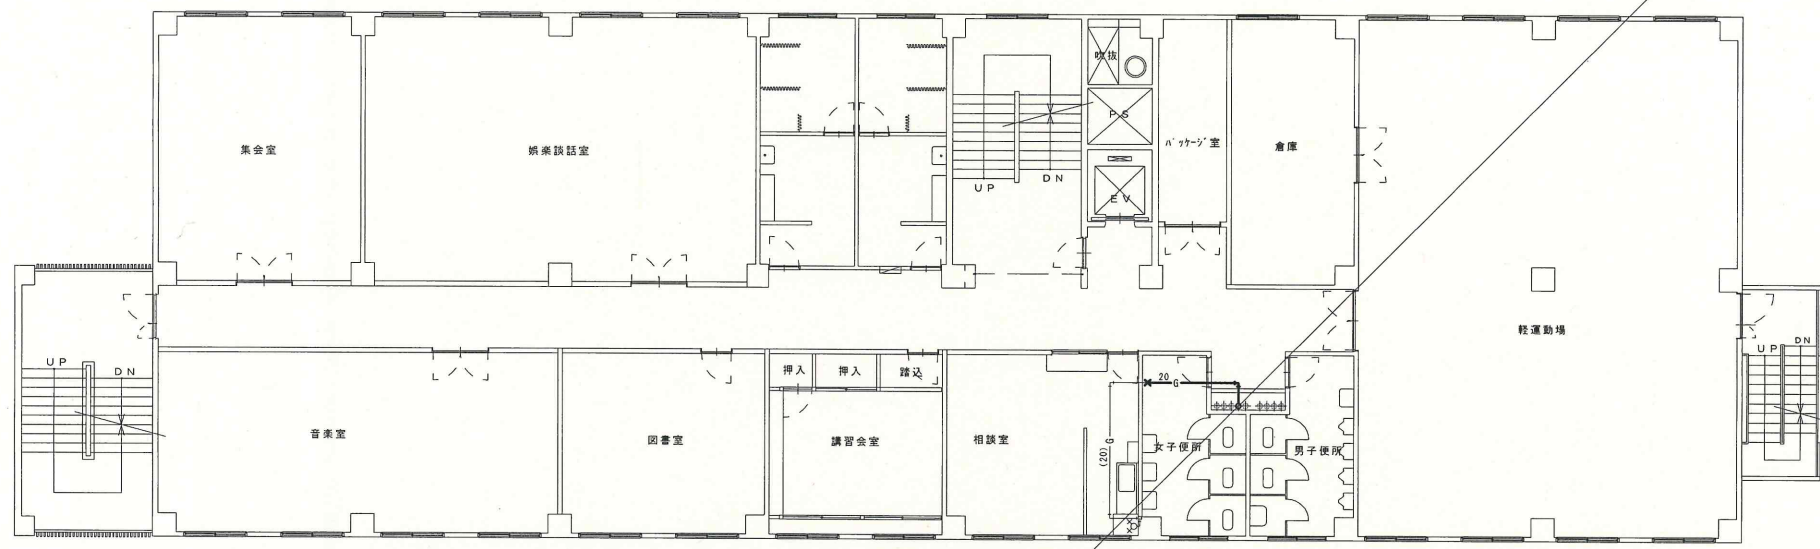 吹抜
PS
EV
UP
DN
集会室
娯楽談話室
パッケージ室
倉庫
軽運動場
UP
DN
UP
DN
押入
押入
踏込
音楽室
図書室
講習会室
相談室
20
G
(20)
G
女子便所
男子便所